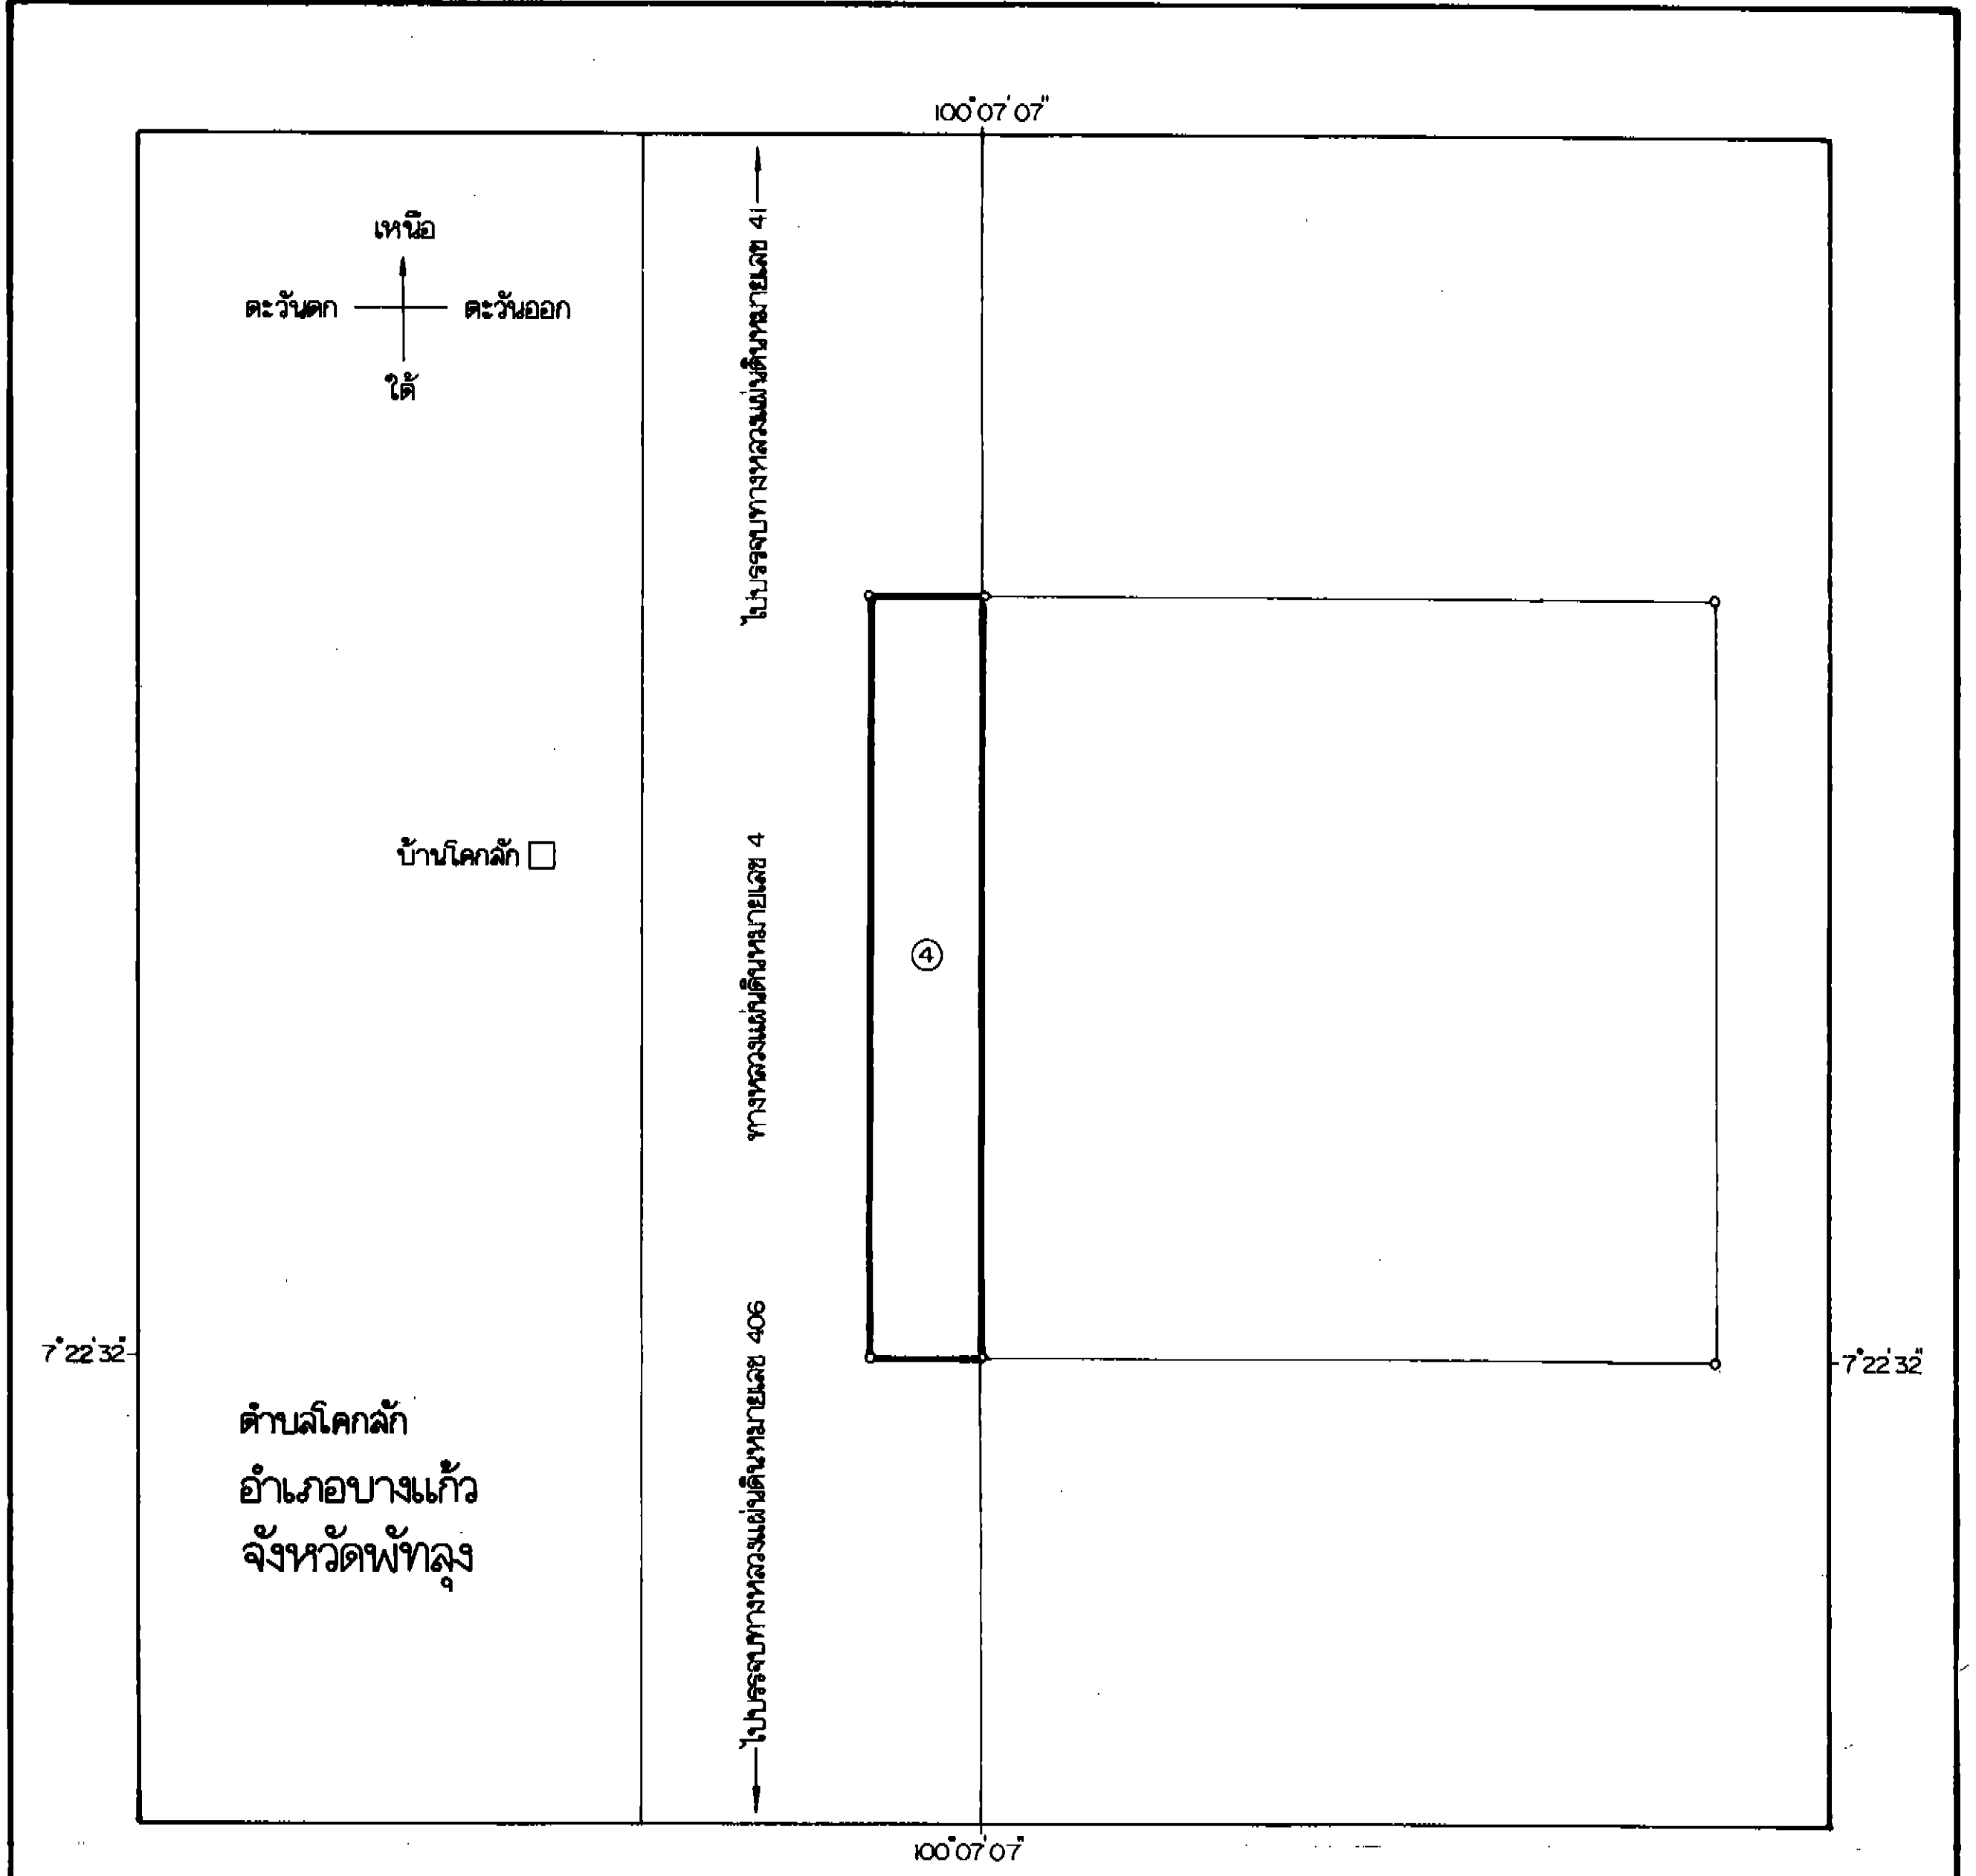 100°07'07"
เหนือ
ตะวันตก
ตะวันออก
ใต้
ไปบรรจบทางหลวงแผ่นดินหมายเลข 41
บ้านโคกสัก
ทางหลวงแผ่นดินหมายเลข 4
④
ไปบรรจบทางหลวงแผ่นดินหมายเลข 406
7°22'32"
7°22'32"
ตำบลโคกสัก
อำเภอบางแก้ว
จังหวัดพัทลุง
100°07'07"